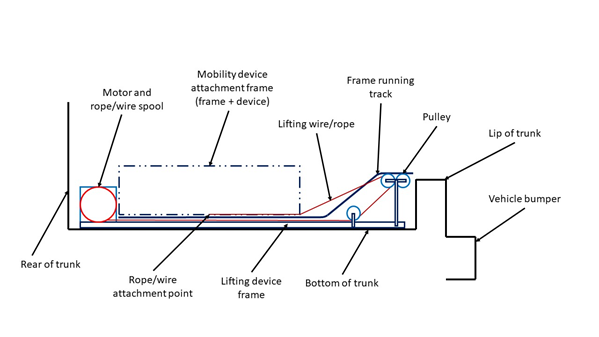 Mobility device
attachment frame
(frame + device)
Frame running
track
Motor and
rope/wire spool
Lifting wire/rope
Pulley
Lip of trunk
Vehicle bumper
Rear of trunk
Rope/wire
attachment point
Lifting device
frame
Bottom of trunk